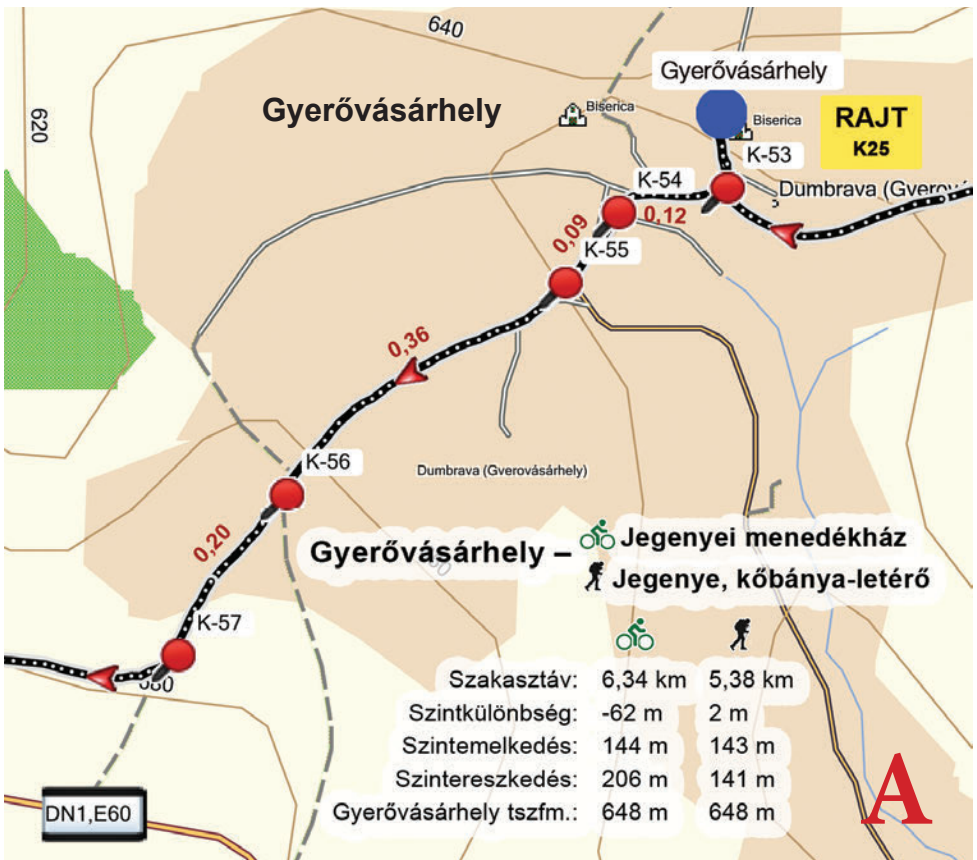 640
620
Gyerővásárhely
Gyerővásárhely
Biserica
Biserica
RAJT
K25
K-53
K-54
Dumbrava (Gverová
0,12
0,09
K-55
0,36
Dumbrava (Gverovásárhely)
K-56
0,20
Gyerővásárhely – Jegenyei menedékház
Jegenye, kőbánya-letérő
K-57
Szakasztáv: 6,34 km 5,38 km
Szintkülönbség: -62 m 2 m
Szintemelkedés: 144 m 143 m
Szintereszkedés: 206 m 141 m
Gyerővásárhely tszfm.: 648 m 648 m
DN1,E60
A